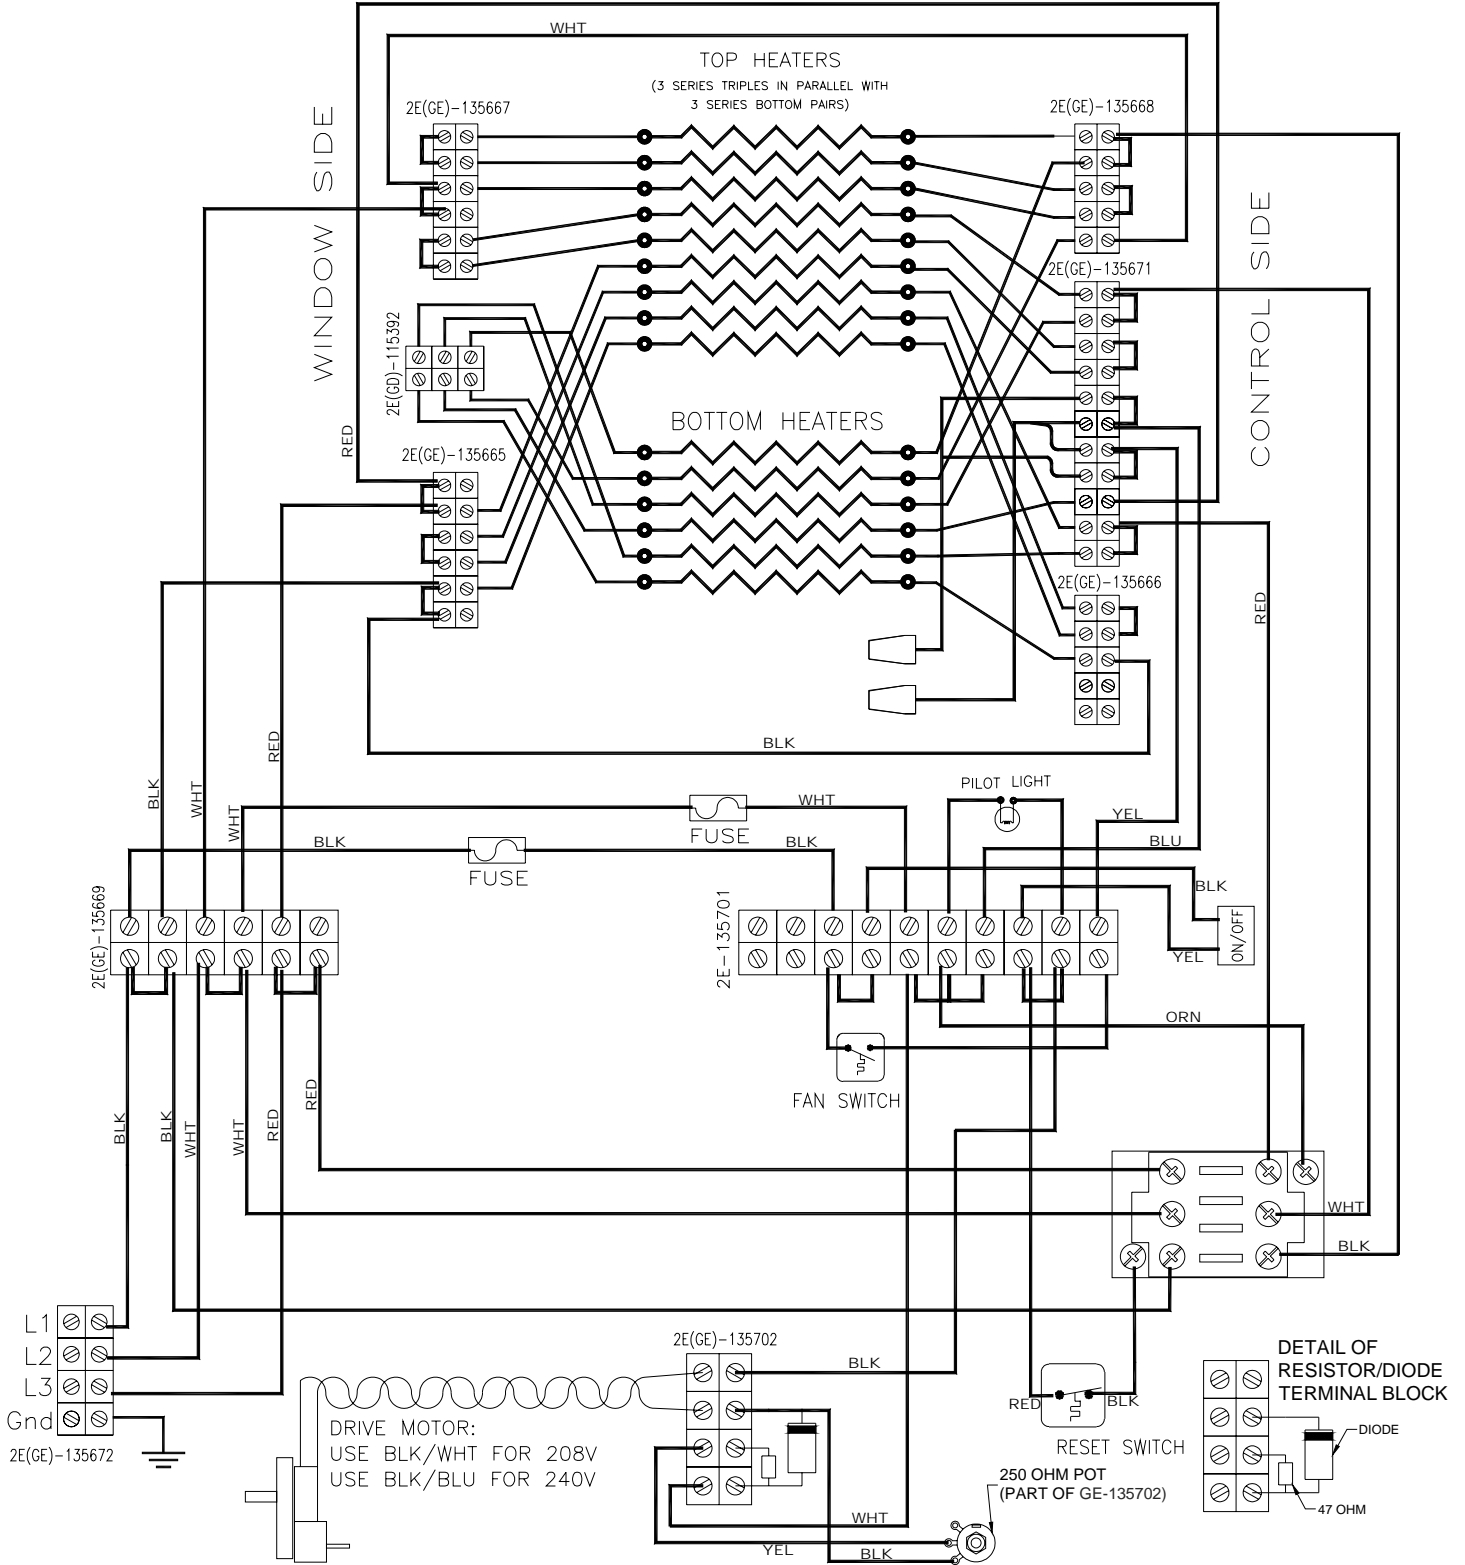 WHT
TOP HEATERS
(3 SERIES TRIPLES IN PARALLEL WITH
3 SERIES BOTTOM PAIRS)
2E(GE)-135667
2E(GE)-135668
WINDOW SIDE
CONTROL SIDE
2E(GE)-135671
2E(GD)-115392
BOTTOM HEATERS
RED
2E(GE)-135665
2E(GE)-135666
RED
BLK
RED
BLK
WHT
WHT
PILOT LIGHT
WHT
FUSE
YEL
BLK
BLK
BLU
FUSE
BLK
2E(GE)-135669
2E-135701
ON/OFF
YEL
ORN
FAN SWITCH
BLK
BLK
WHT
WHT
RED
RED
WHT
BLK
L1
L2
L3
Gnd
2E(GE)-135672
2E(GE)-135702
BLK
DRIVE MOTOR:
USE BLK/WHT FOR 208V
USE BLK/BLU FOR 240V
RED
BLK
RESET SWITCH
250 OHM POT
(PART OF GE-135702)
WHT
YEL
BLK
DETAIL OF
RESISTOR/DIODE
TERMINAL BLOCK
DIODE
47 OHM